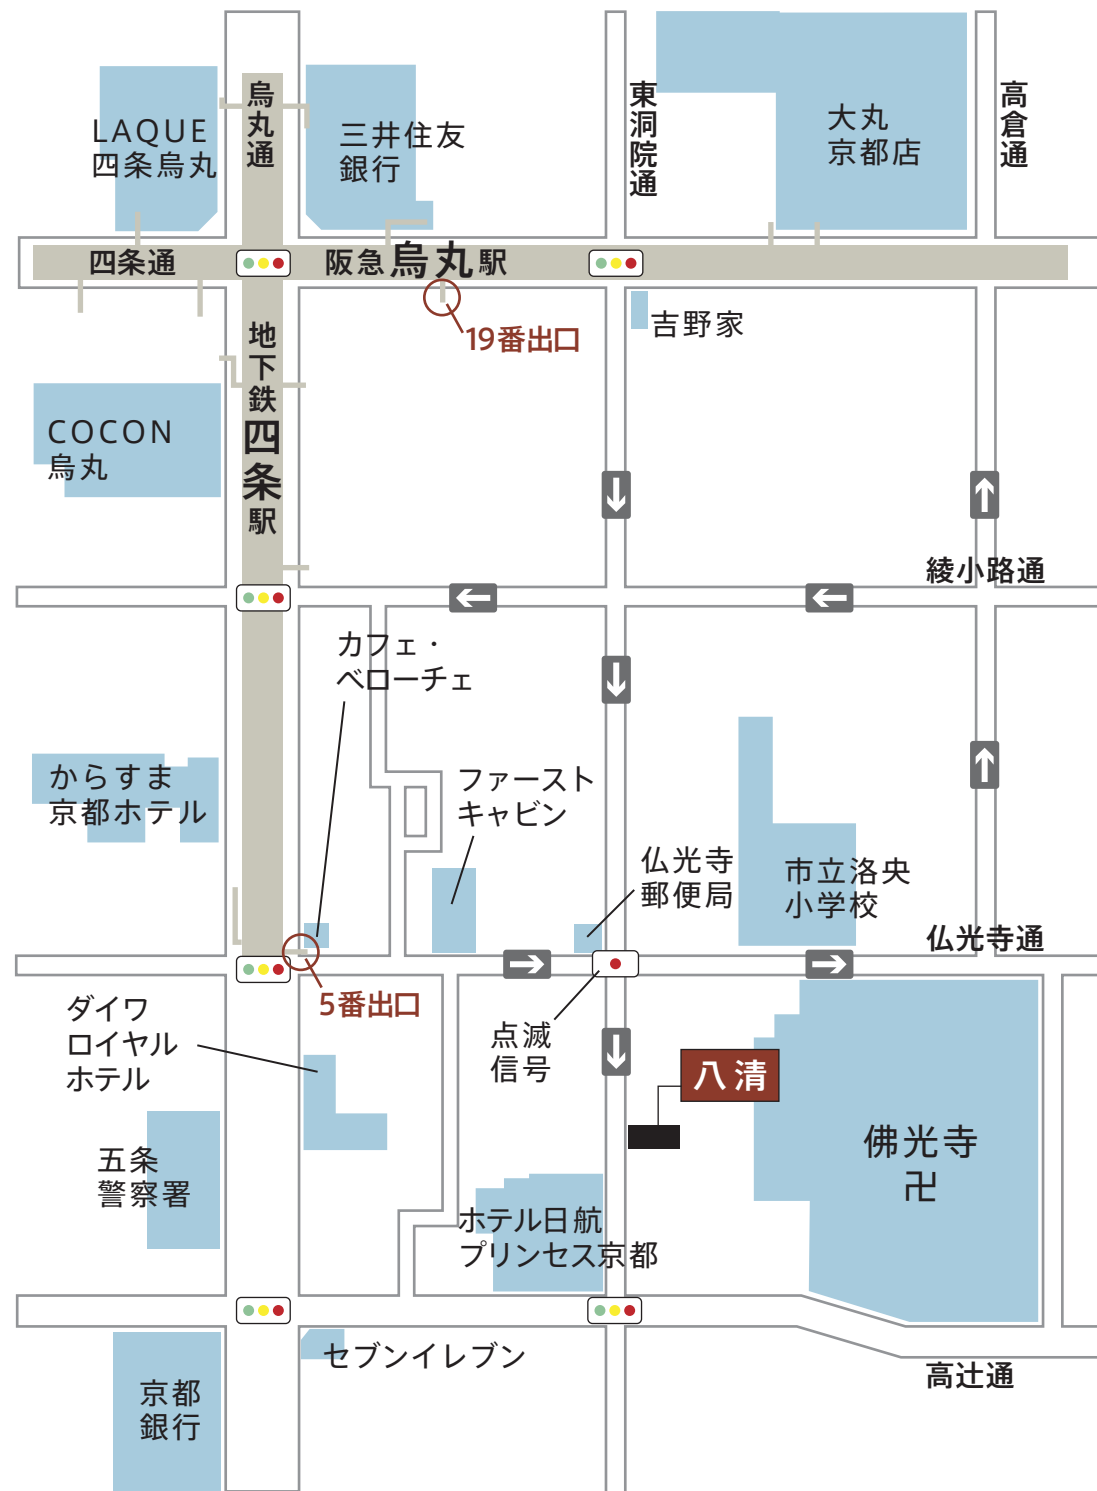 烏丸通
LAQUE
四条烏丸
三井住友
銀行
東洞院通
大丸
京都店
高倉通
四条通
阪急烏丸駅
19番出口
吉野家
地下鉄四条駅
COCON
烏丸
綾小路通
カフェ・
ベローチェ
からすま
京都ホテル
ファースト
キャビン
仏光寺
郵便局
市立洛央
小学校
仏光寺通
5番出口
ダイワ
ロイヤル
ホテル
点滅
信号
八清
五条
警察署
佛光寺
卍
ホテル日航
プリンセス京都
セブンイレブン
高辻通
京都
銀行